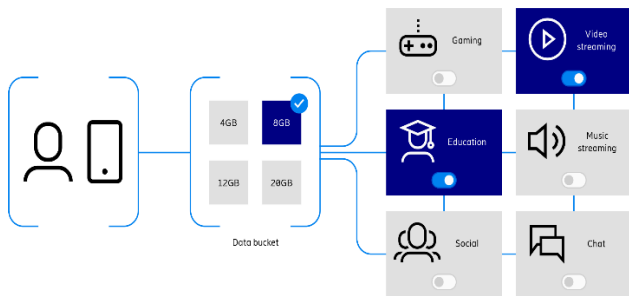 Gaming
Video
streaming
4GB
8GB
Education
Music
streaming
12GB
20GB
Data bucket
Social
Chat